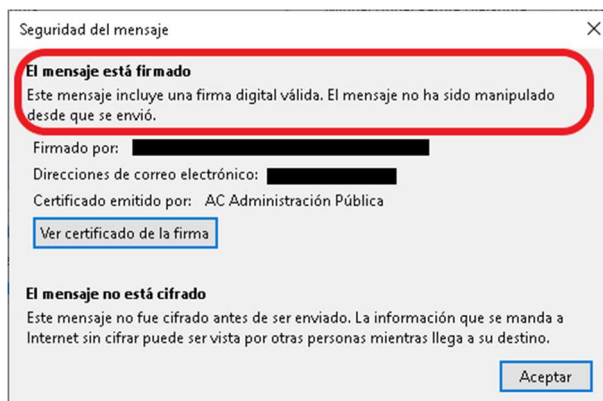 Seguridad del mensaje
El mensaje está firmado
Este mensaje incluye una firma digital válida. El mensaje no ha sido manipulado
desde que se envió.
Firmado por:
Direcciones de correo electrónico:
Certificado emitido por: AC Administración Pública
Ver certificado de la firma
El mensaje no está cifrado
Este mensaje no fue cifrado antes de ser enviado. La información que se manda a
Internet sin cifrar puede ser vista por otras personas mientras llega a su destino.
Aceptar